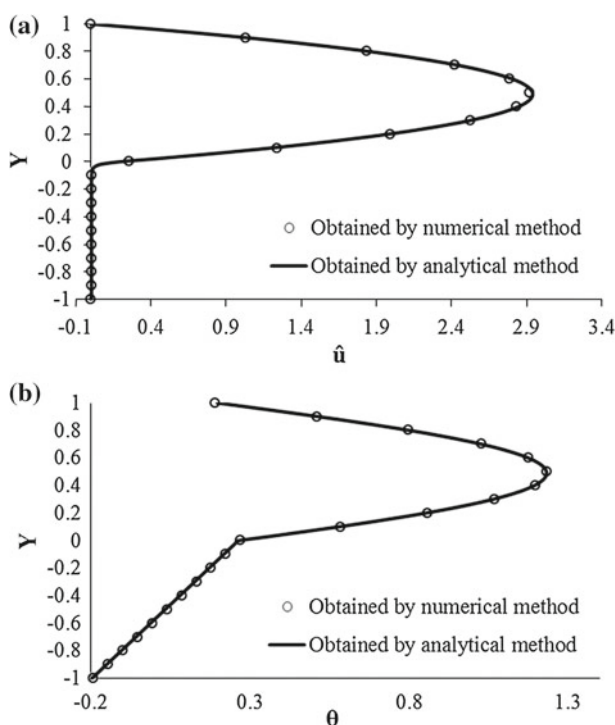 (a)
1
0.8
0.6
0.4
0.2
0
-0.2
-0.4
-0.6
-0.8
-1
Y
Obtained by numerical method
Obtained by analytical method
-0.1 0.4 0.9 1.4 1.9 2.4 2.9 3.4
û
(b)
1
0.8
0.6
0.4
0.2
0
-0.2
-0.4
-0.6
-0.8
-1
Y
Obtained by numerical method
Obtained by analytical method
-0.2 0.3 0.8 1.3
θ